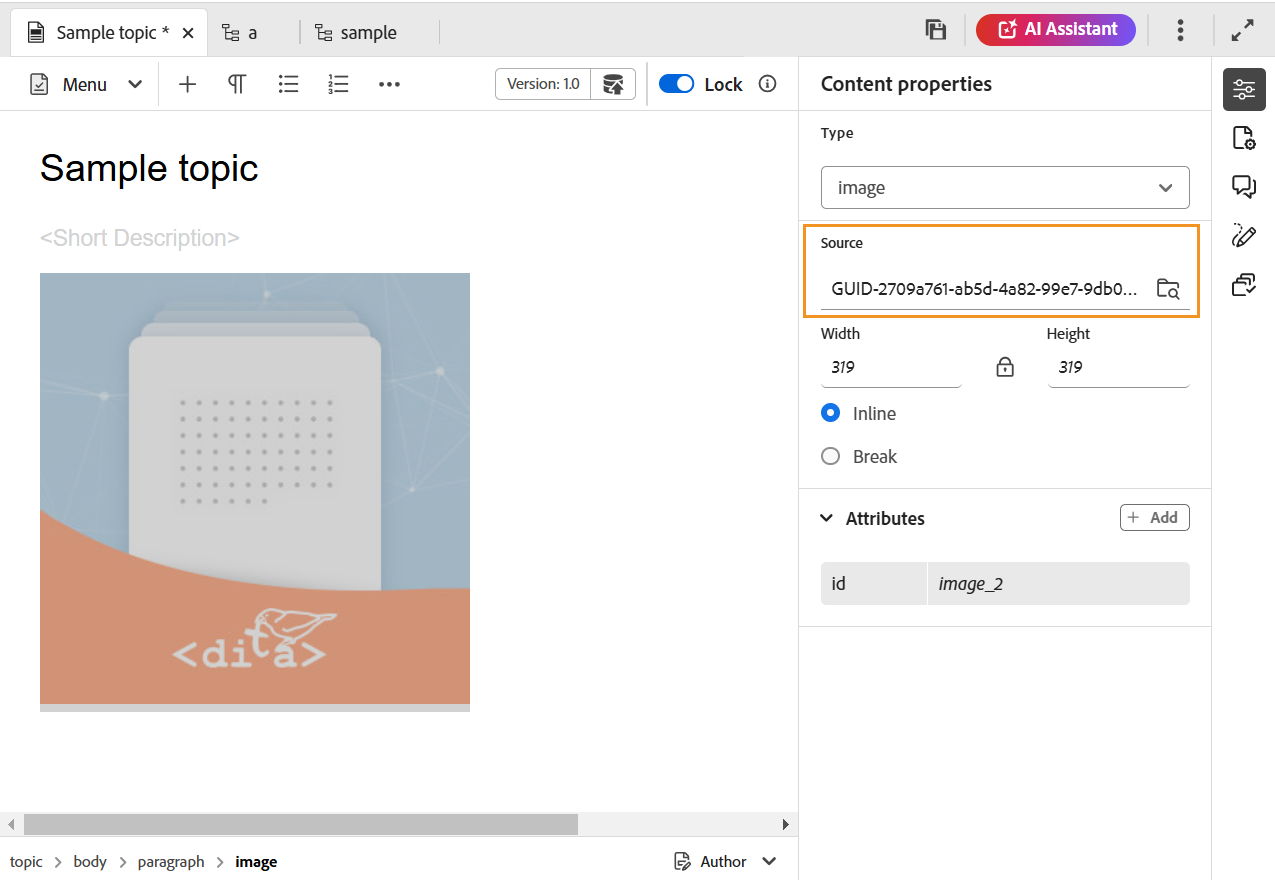 Sample topic *
a
sample
AI Assistant
Menu
Version: 1.0
Lock
Sample topic
<Short Description>
<dita>
Content properties
Type
image
Source
GUID-2709a761-ab5d-4a82-99e7-9db0...
Width
Height
319
319
Inline
Break
Attributes
+ Add
id
image_2
topic > body > paragraph > image
Author